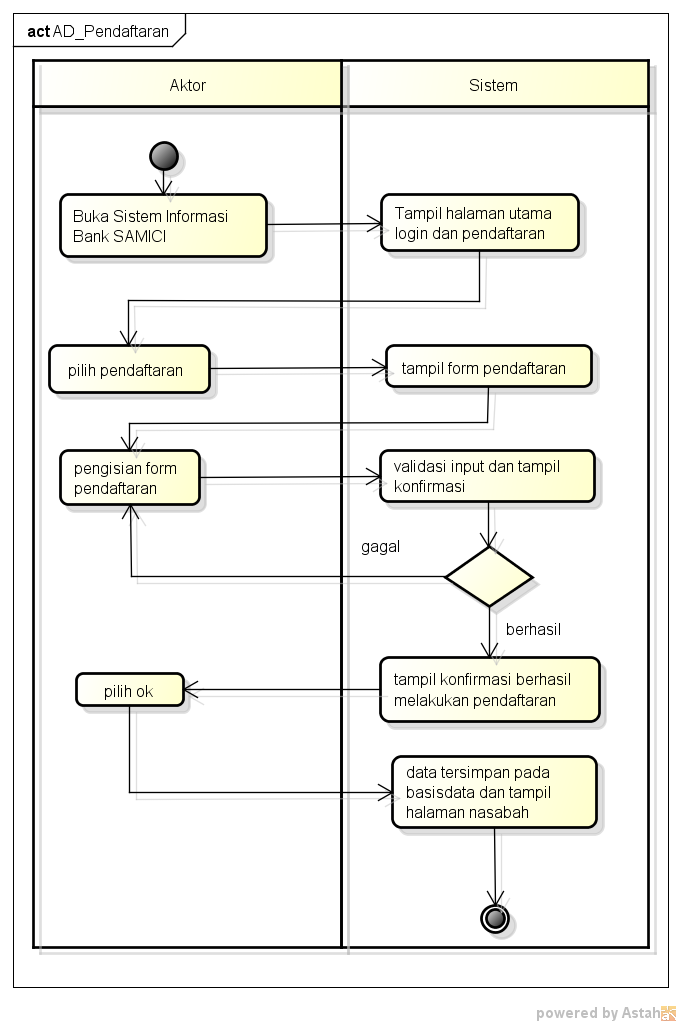 act AD_Pendaftaran
Aktor
Sistem
Buka Sistem Informasi
Bank SAMICI
Tampil halaman utama
login dan pendaftaran
pilih pendaftaran
tampil form pendaftaran
pengisian form
pendaftaran
validasi input dan tampil
konfirmasi
gagal
berhasil
tampil konfirmasi berhasil
melakukan pendaftaran
pilih ok
data tersimpan pada
basisdata dan tampil
halaman nasabah
powered by Astah